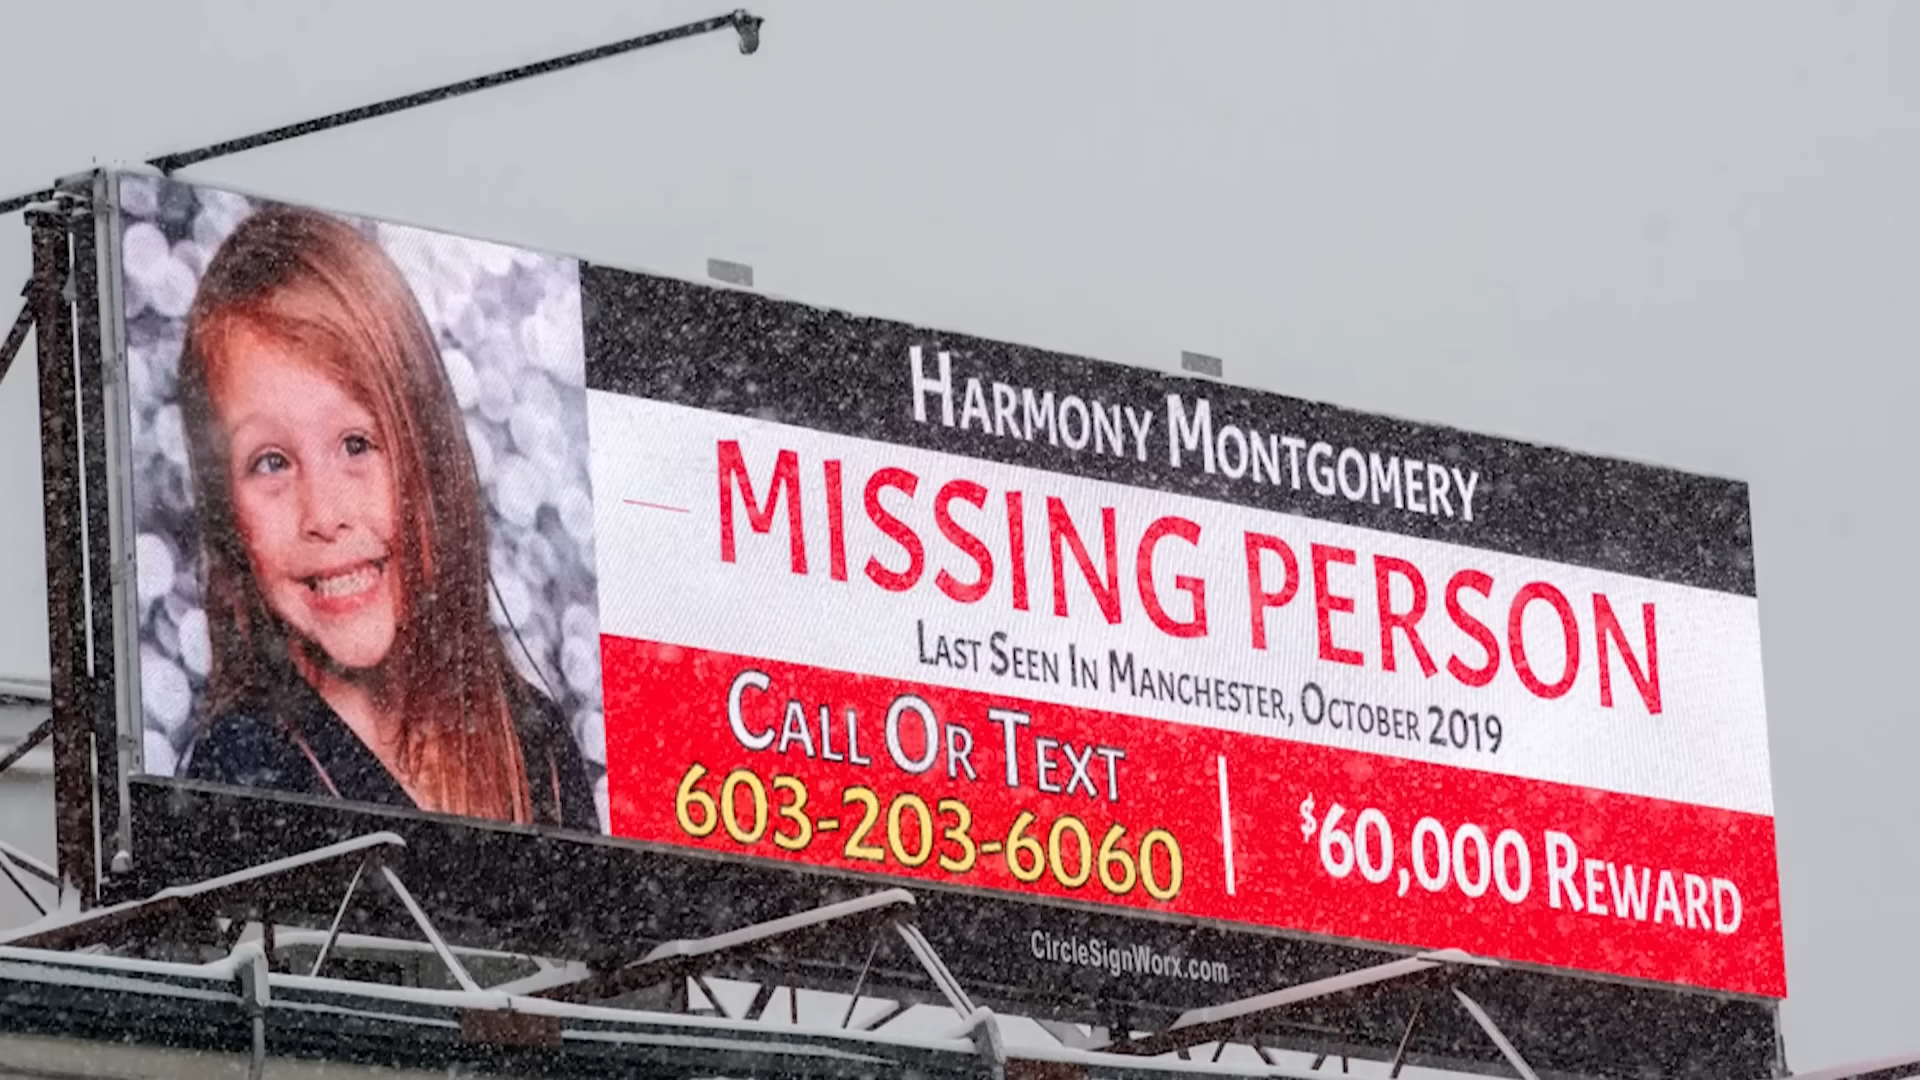 Harmony Montgomery
MISSING PERSON
Last Seen In Manchester, October 2019
Call Or Text
603-203-6060
$60,000 Reward
CircleSignWorx.com